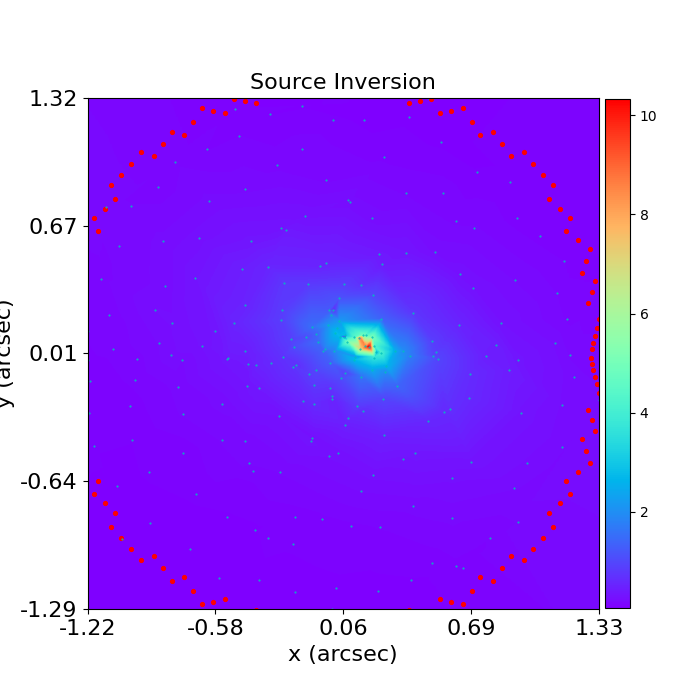 Source Inversion
1.32
0.67
0.01
-0.64
-1.29
y (arcsec)
-1.22 -0.58 0.06 0.69 1.33
x (arcsec)
10
8
6
4
2